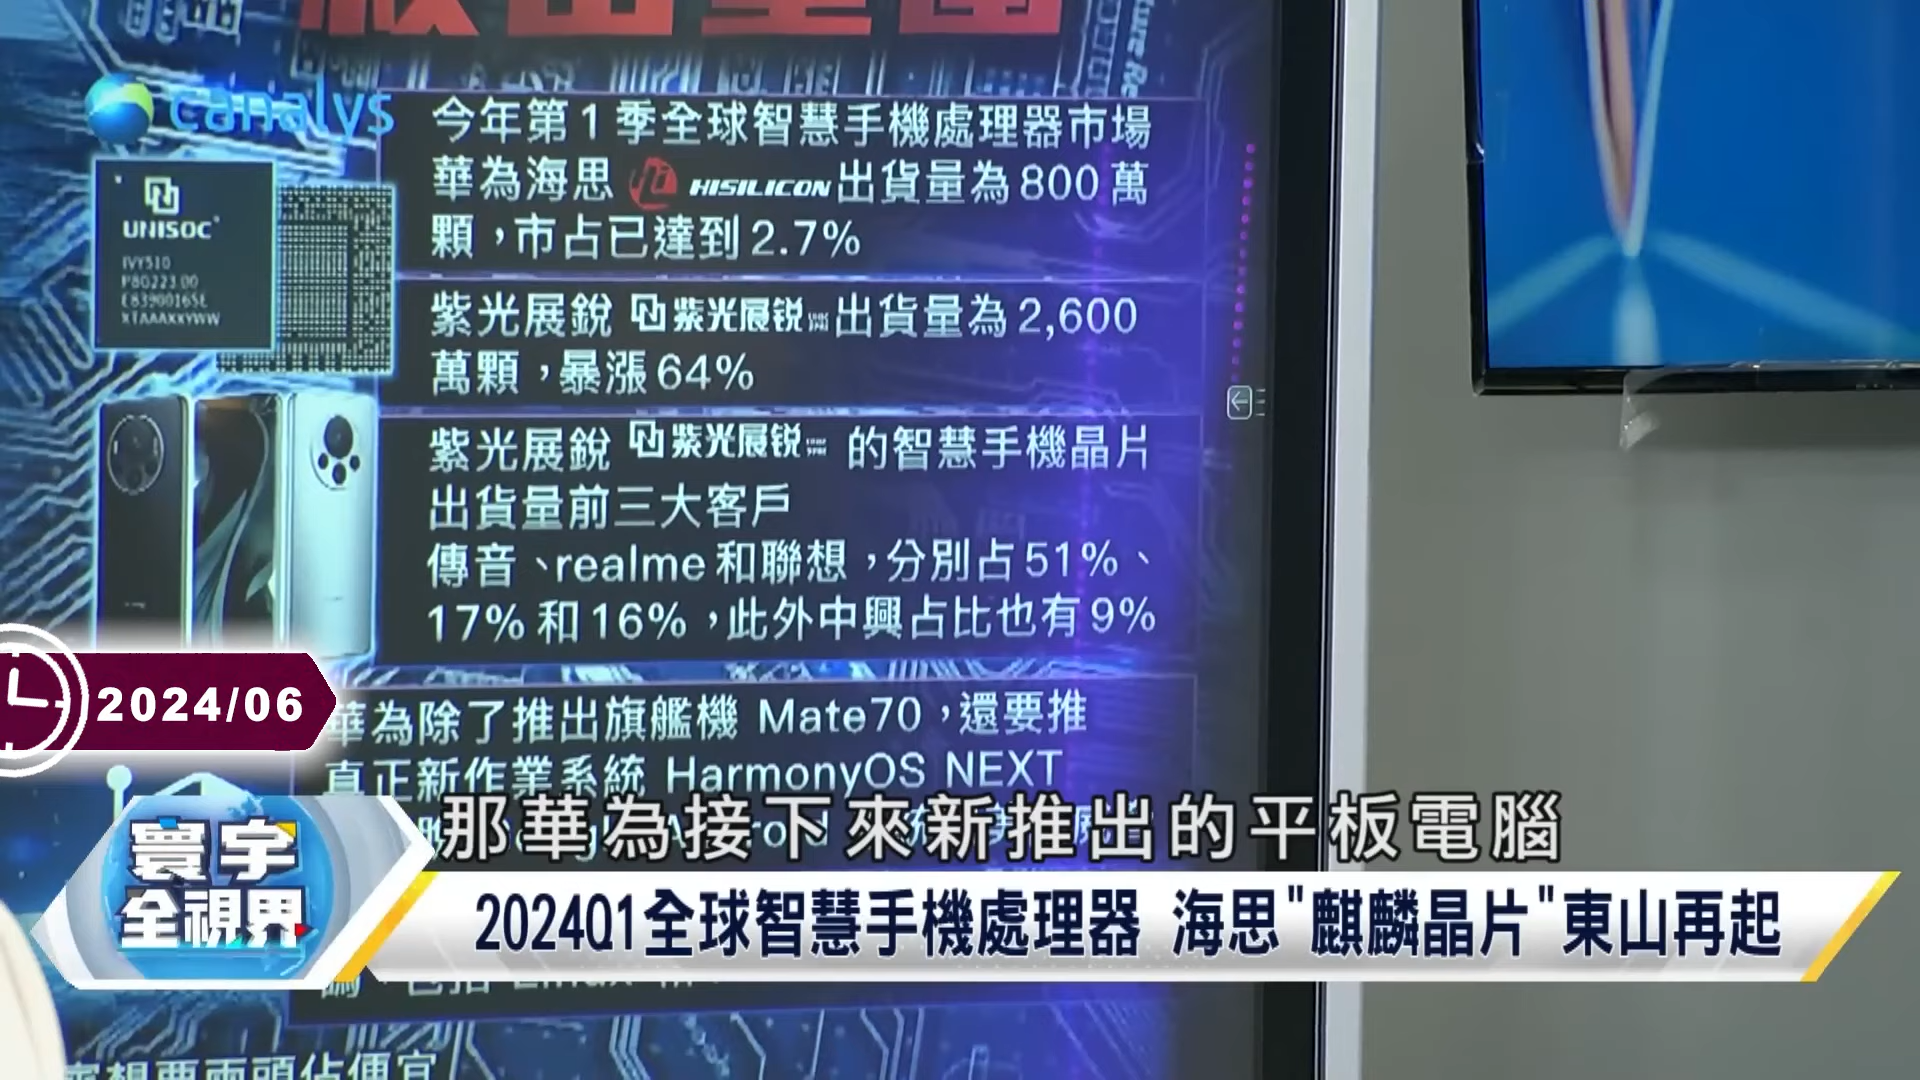 canalys
今年第1季全球智慧手機處理器市場
華為海思 HISILICON 出貨量為800萬
顆，市占已達到2.7%
UNISOC
IVY510
P80223.00
E8390016SL
XTAAAKKYWW
紫光展銳 紫光展锐 出貨量為2,600
萬顆，暴漲64%
紫光展銳 紫光展锐 的智慧手機晶片
出貨量前三大客戶
傳音、realme和聯想，分別占51%、
17%和16%，此外中興占比也有9%
2024/06
華為除了推出旗艦機 Mate70，還要推
真正新作業系統 HarmonyOS NEXT
那華為接下來新推出的平板電腦
寰宇
全視界
2024Q1全球智慧手機處理器 海思"麒麟晶片"東山再起